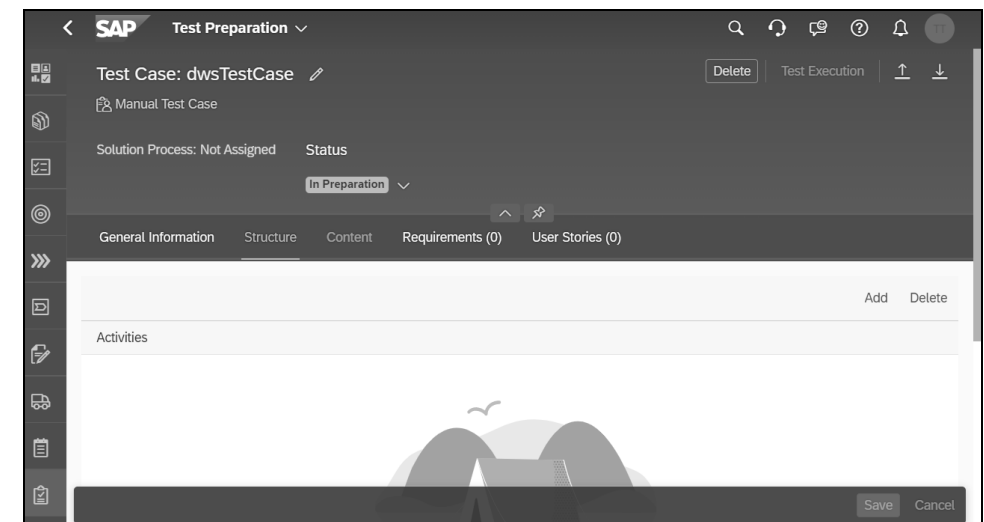 SAP Test Preparation
TT
Test Case: dwsTestCase
Delete Test Execution
Manual Test Case
Solution Process: Not Assigned Status
In Preparation
General Information Structure Content Requirements (0) User Stories (0)
Add Delete
Activities
Save Cancel